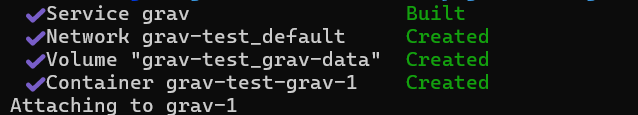 ✓Service grav Built
✓Network grav-test_default Created
✓Volume "grav-test_grav-data" Created
✓Container grav-test-grav-1 Created
Attaching to grav-1